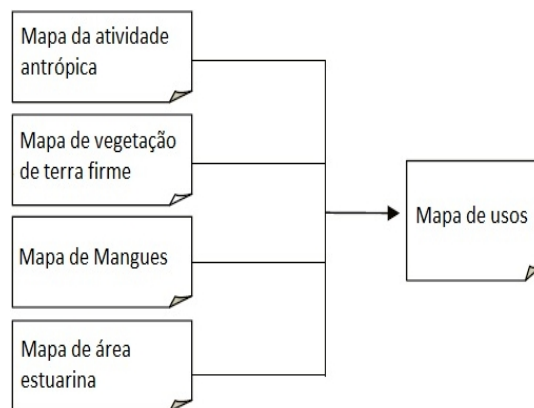 Mapa da atividade
antrópica
Mapa de vegetação
de terra firme
Mapa de Mangues
Mapa de área
estuarina
Mapa de usos